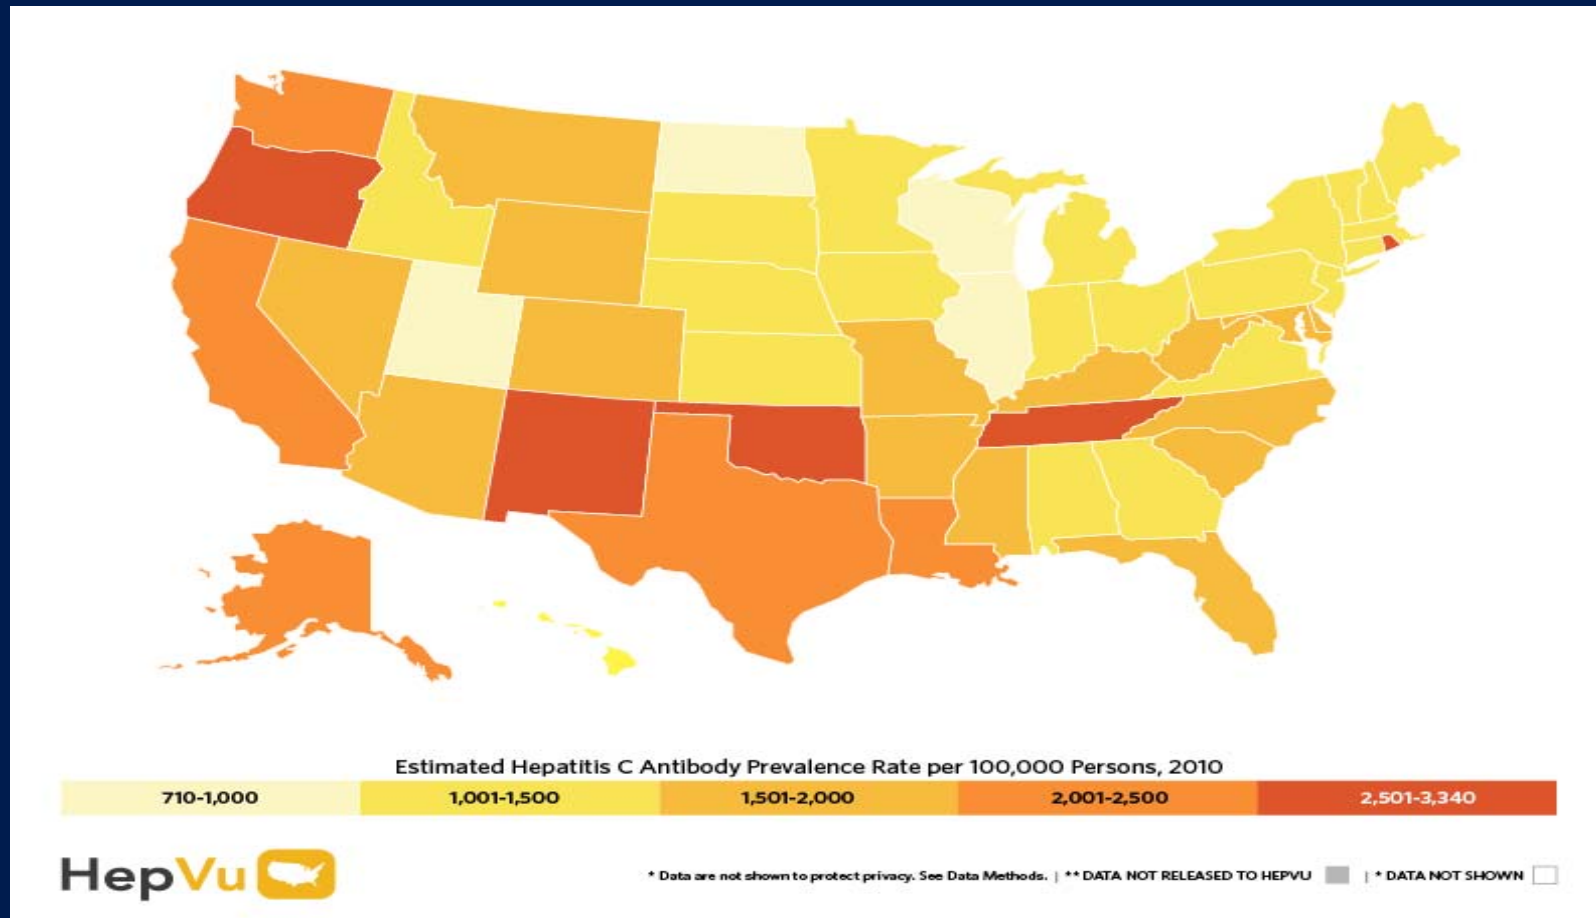 Estimated Hepatitis C Antibody Prevalence Rate per 100,000 Persons, 2010
710-1,000 1,001-1,500 1,501-2,000 2,001-2,500 2,501-3,340
HepVu
* Data are not shown to protect privacy. See Data Methods. | ** DATA NOT RELEASED TO HEPVU | * DATA NOT SHOWN